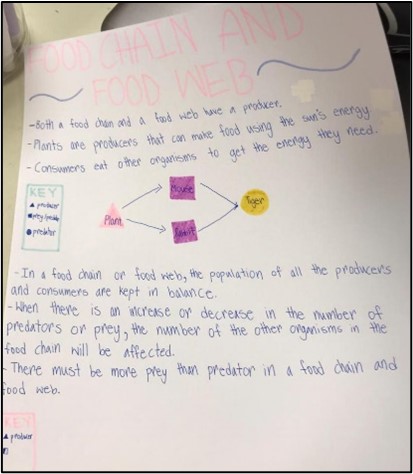 FOOD CHAIN AND
FOOD WEB
-Both a food chain and a food web have a producer.
-Plants are producers that can make food using the sun's energy.
-Consumers eat other organisms to get the energy they need.
KEY
▲ producer
■
● predator
Plant
Mouse
Rabbit
Tiger
-In a food chain or food web, the population of all the producers
and consumers are kept in balance.
-When there is an increase or decrease in the number of
predators or prey, the number of the other organisms in the
food chain will be affected.
-There must be more prey than predator in a food chain and
food web.
KEY
▲ producer